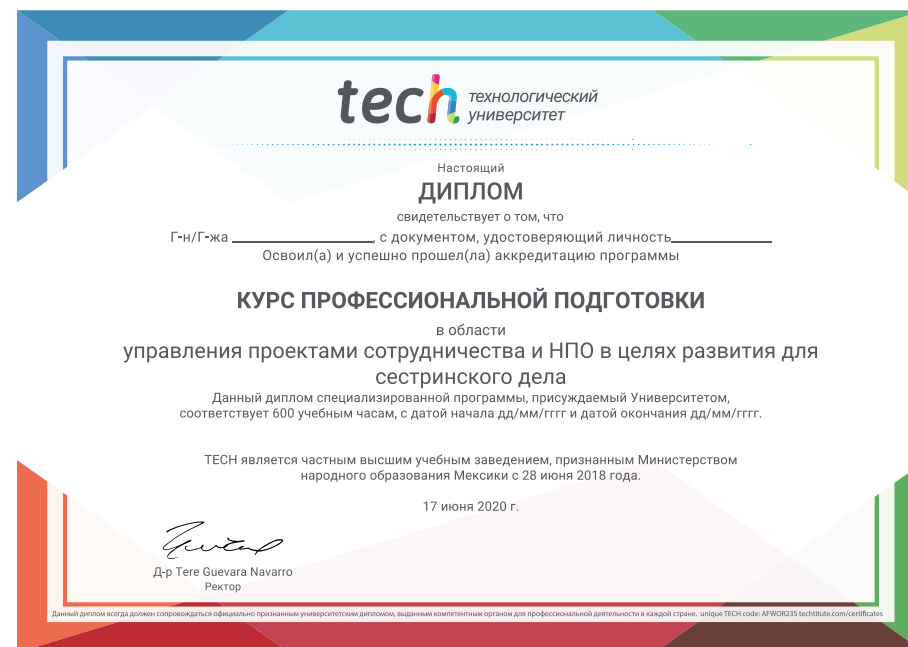 tech технологический
университет
Настоящий
ДИПЛОМ
свидетельствует о том, что
Г-н/Г-жа ____________________, с документом, удостоверяющий личность______________
Освоил(а) и успешно прошел(ла) аккредитацию программы
КУРС ПРОФЕССИОНАЛЬНОЙ ПОДГОТОВКИ
в области
управления проектами сотрудничества и НПО в целях развития для
сестринского дела
Данный диплом специализированной программы, присуждаемый Университетом,
соответствует 600 учебным часам, с датой начала дд/мм/гггг и датой окончания дд/мм/гггг.
TECH является частным высшим учебным заведением, признанным Министерством
народного образования Мексики с 28 июня 2018 года.
17 июня 2020 г.
Д-р Tere Guevara Navarro
Ректор
Данный диплом всегда должен сопровождаться официально признанным университетским дипломом, выданным компетентным органом для профессиональной деятельности в каждой стране. unique TECH code: AFWOR23S techtitute.com/certificates